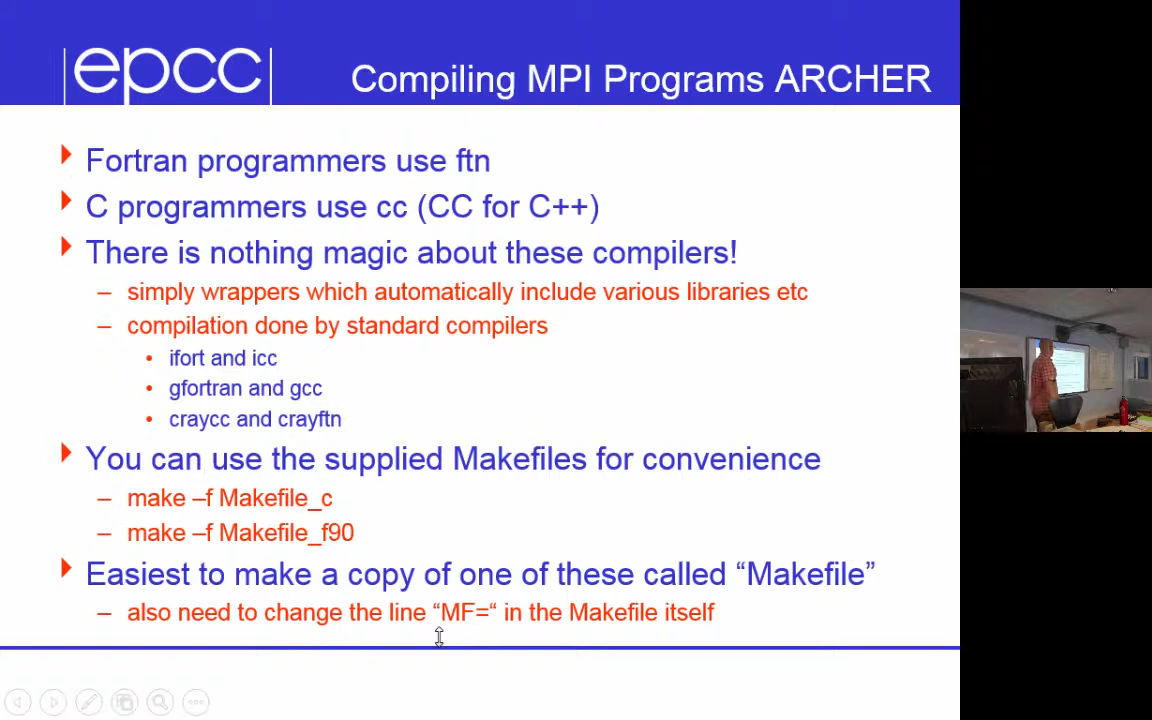 |epcc|
Compiling MPI Programs ARCHER
Fortran programmers use ftn
C programmers use cc (CC for C++)
There is nothing magic about these compilers!
– simply wrappers which automatically include various libraries etc
– compilation done by standard compilers
• ifort and icc
• gfortran and gcc
• craycc and crayftn
You can use the supplied Makefiles for convenience
– make –f Makefile_c
– make –f Makefile_f90
Easiest to make a copy of one of these called “Makefile”
– also need to change the line “MF=“ in the Makefile itself